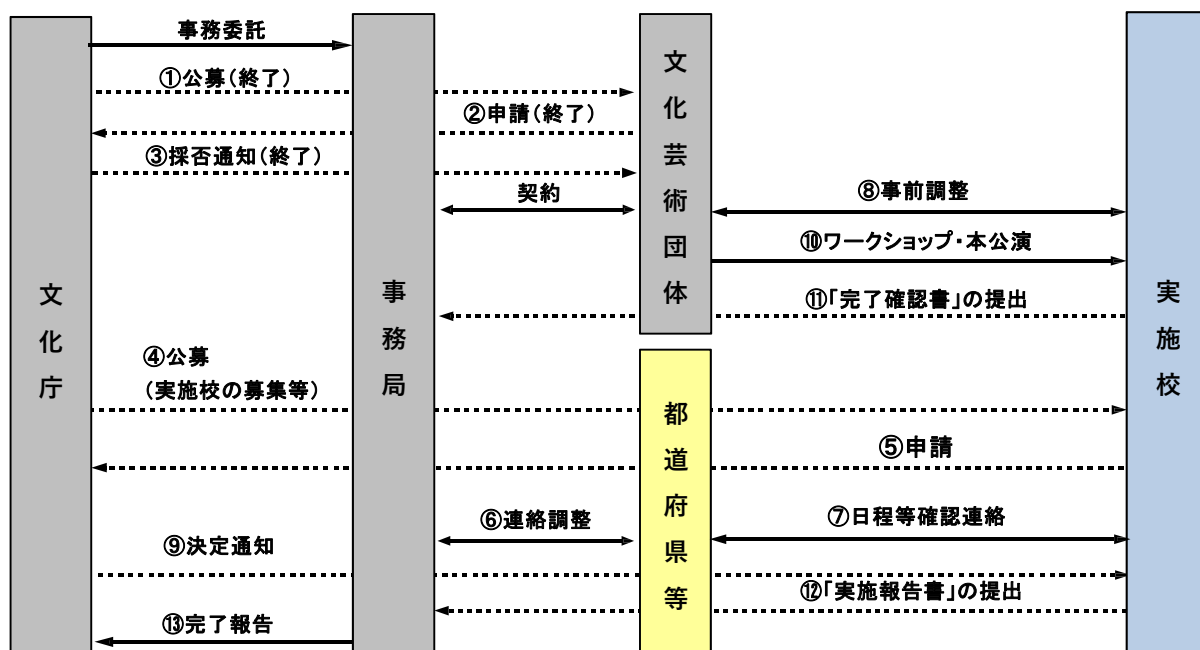 事務委託
①公募(終了)
②申請(終了)
③採否通知(終了)
契約
⑧事前調整
⑩ワークショップ・本公演
⑪「完了確認書」の提出
④公募
(実施校の募集等)
⑤申請
⑥連絡調整
⑦日程等確認連絡
⑨決定通知
⑫「実施報告書」の提出
⑬完了報告
文化庁
事務局
文化芸術団体
都道府県等
実施校